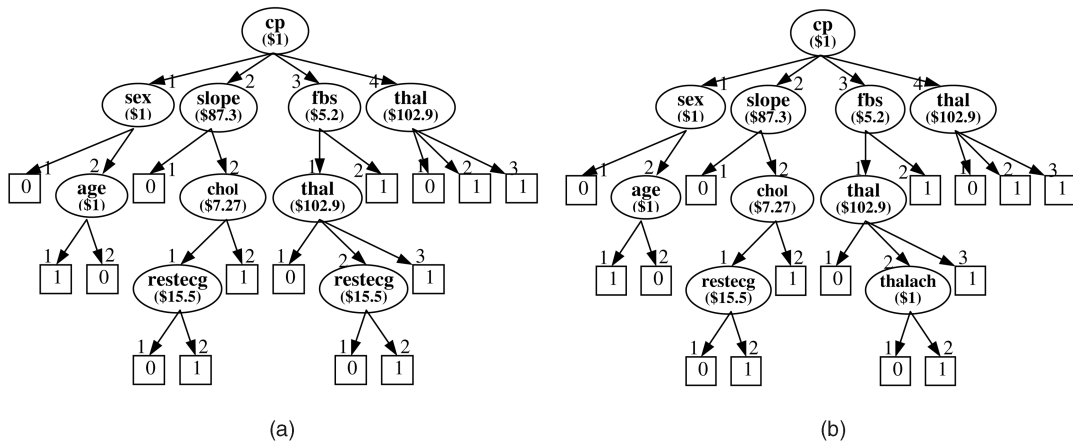 cp
($1)
cp
($1)
1 2 3 4
1 2 3 4
sex
($1)
slope
($87.3)
fbs
($5.2)
thal
($102.9)
sex
($1)
slope
($87.3)
fbs
($5.2)
thal
($102.9)
1 2 1 2 1 2 1 2 3
1 2 1 2 1 2 1 2 3
0
age
($1)
0
chol
($7.27)
thal
($102.9)
1 0 1 1
0
age
($1)
0
chol
($7.27)
thal
($102.9)
1 0 1 1
1 2 1 2 1 2 3
1 2 1 2 1 2 3
1 0
restecg
($15.5)
1 0
restecg
($15.5)
1
1 0
restecg
($15.5)
1 0
thalach
($1)
1
1 2 1 2
1 2 1 2
0 1 0 1
0 1 0 1
(a)
(b)